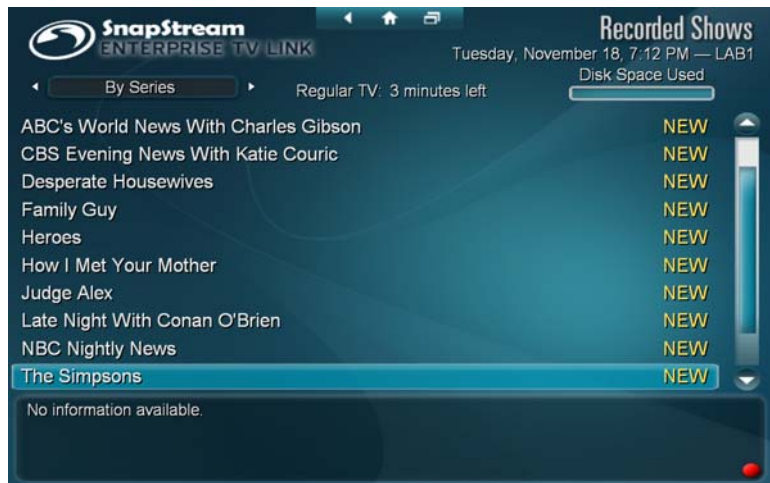 SnapStream
ENTERPRISE TV LINK
Recorded Shows
Tuesday, November 18, 7:12 PM — LAB1
By Series
Regular TV: 3 minutes left
Disk Space Used
ABC's World News With Charles Gibson NEW
CBS Evening News With Katie Couric NEW
Desperate Housewives NEW
Family Guy NEW
Heroes NEW
How I Met Your Mother NEW
Judge Alex NEW
Late Night With Conan O'Brien NEW
NBC Nightly News NEW
The Simpsons NEW
No information available.